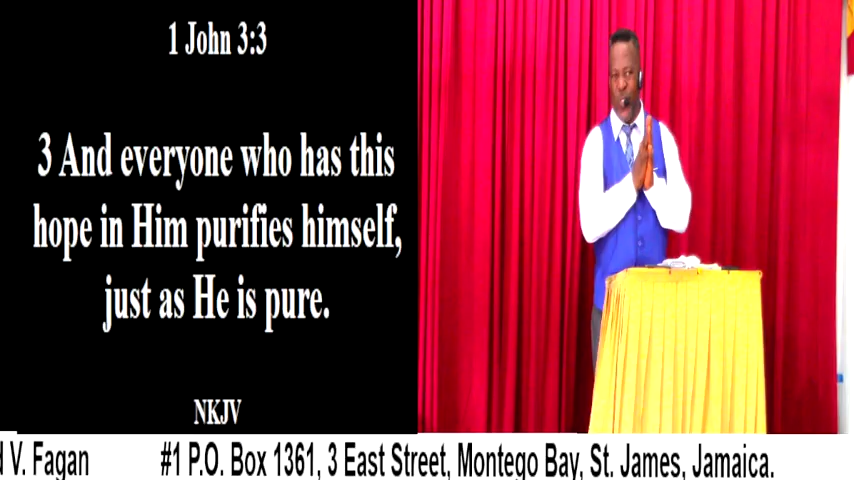 1 John 3:3
3 And everyone who has this
hope in Him purifies himself,
just as He is pure.
NKJV
V. Fagan #1 P.O. Box 1361, 3 East Street, Montego Bay, St. James, Jamaica.